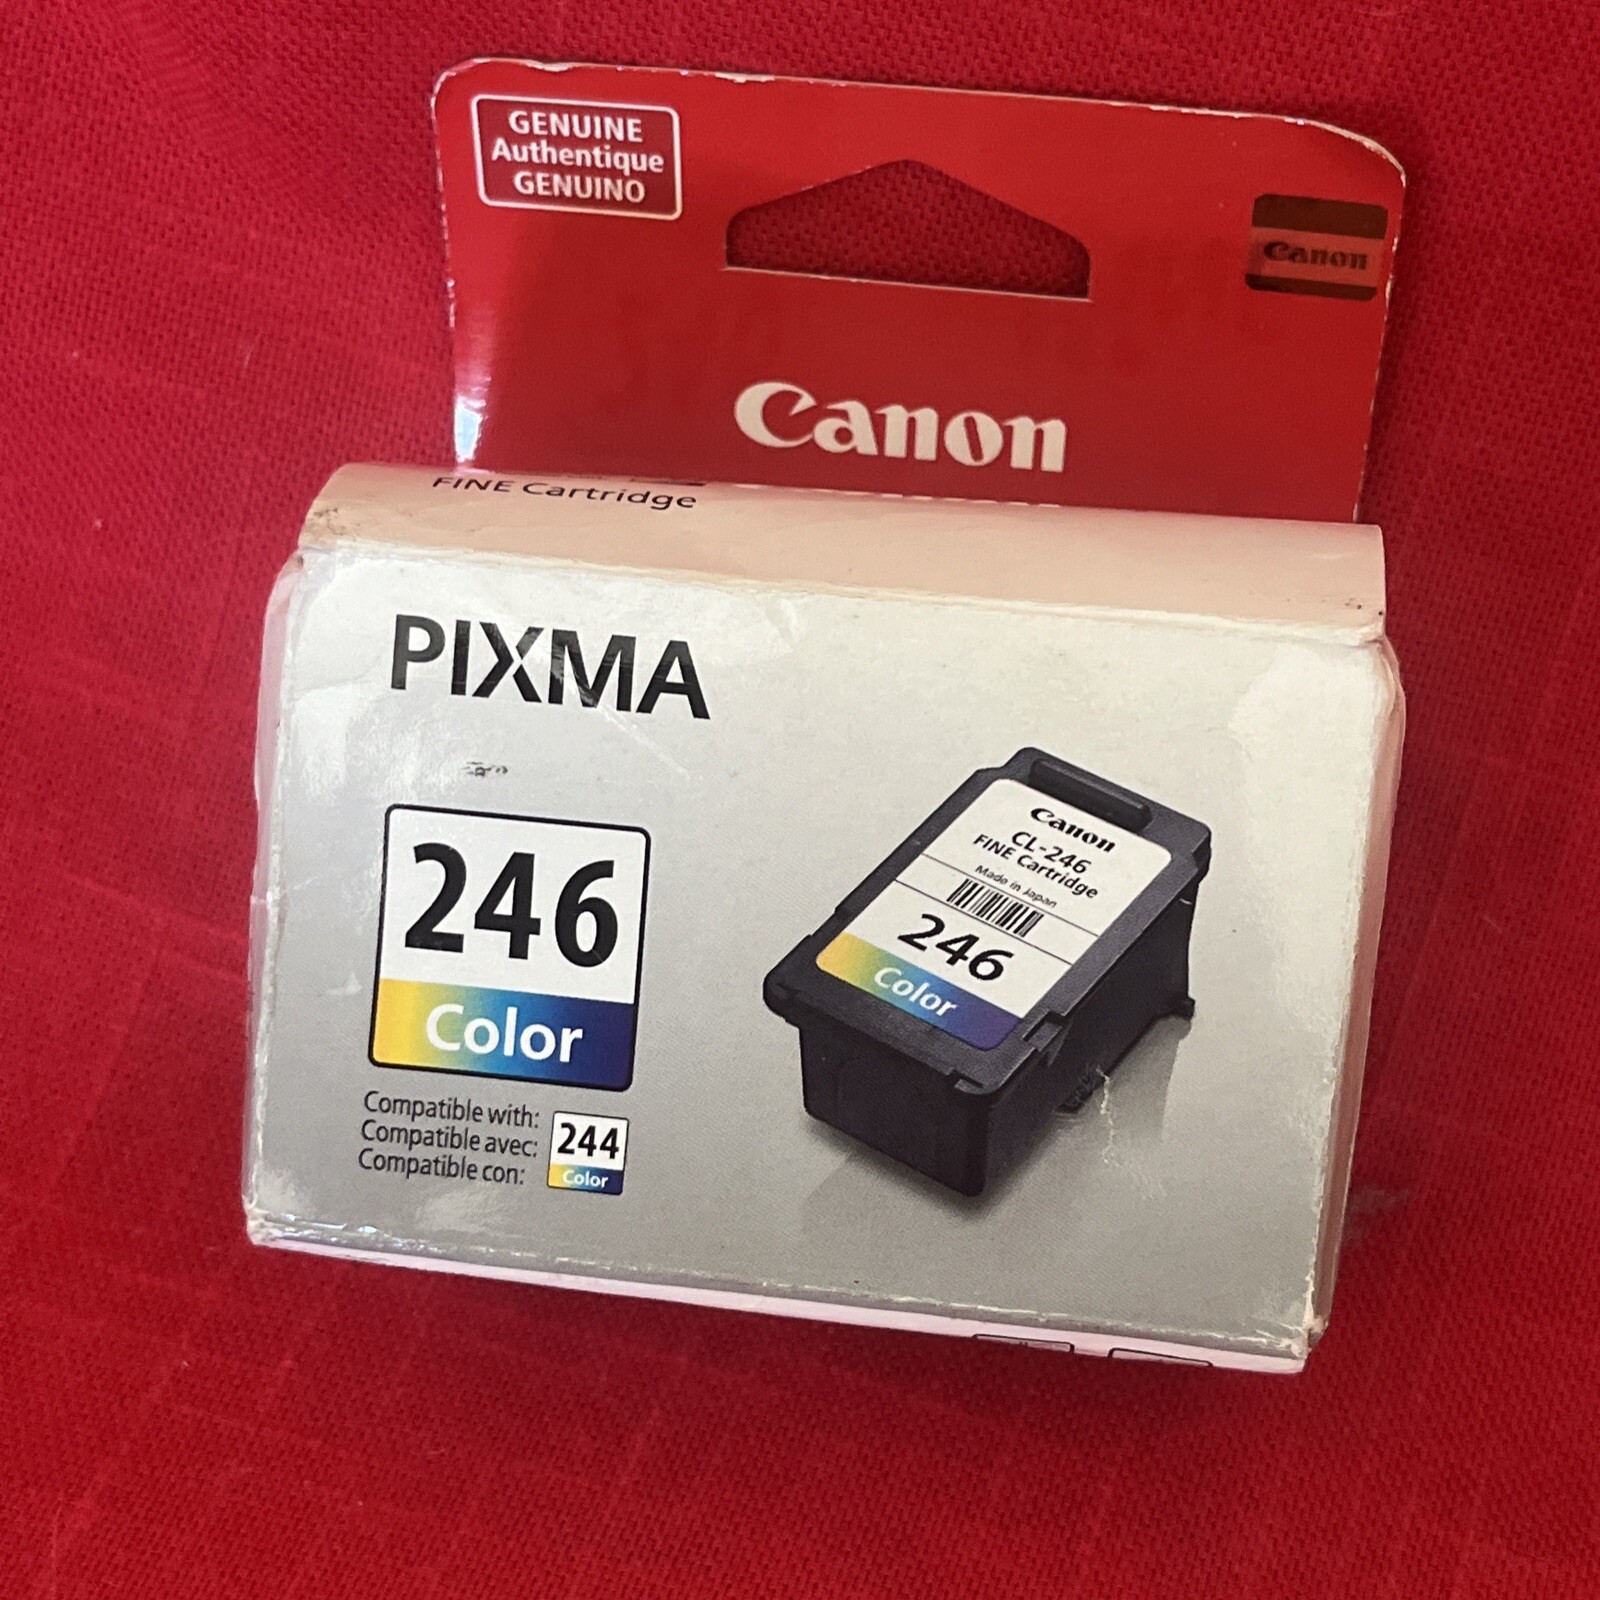 GENUINE
Authentique
GENUINO
Canon
Canon
FINE Cartridge
PIXMA
246
Color
Compatible with:
Compatible avec:
Compatible con:
244
Color
Canon
CL-246
FINE Cartridge
Made in Japan
246
Color